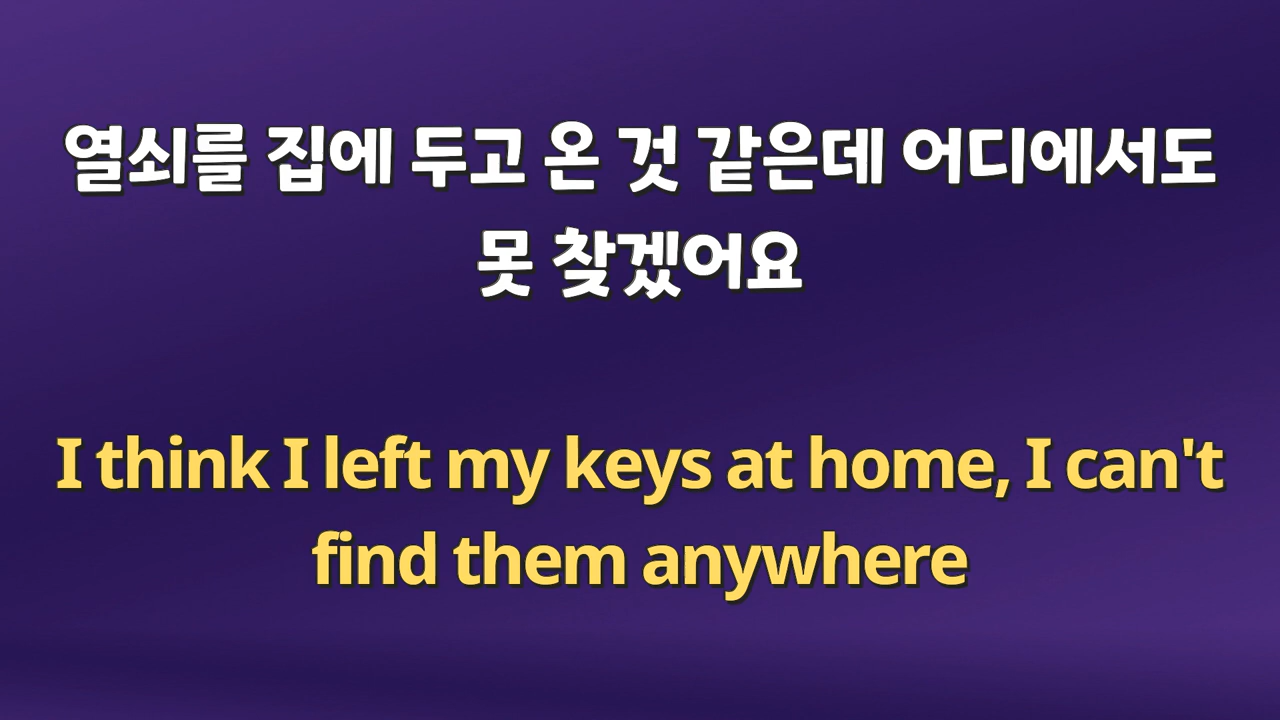 열쇠를 집에 두고 온 것 같은데 어디에서도
못 찾겠어요
I think I left my keys at home, I can't
find them anywhere